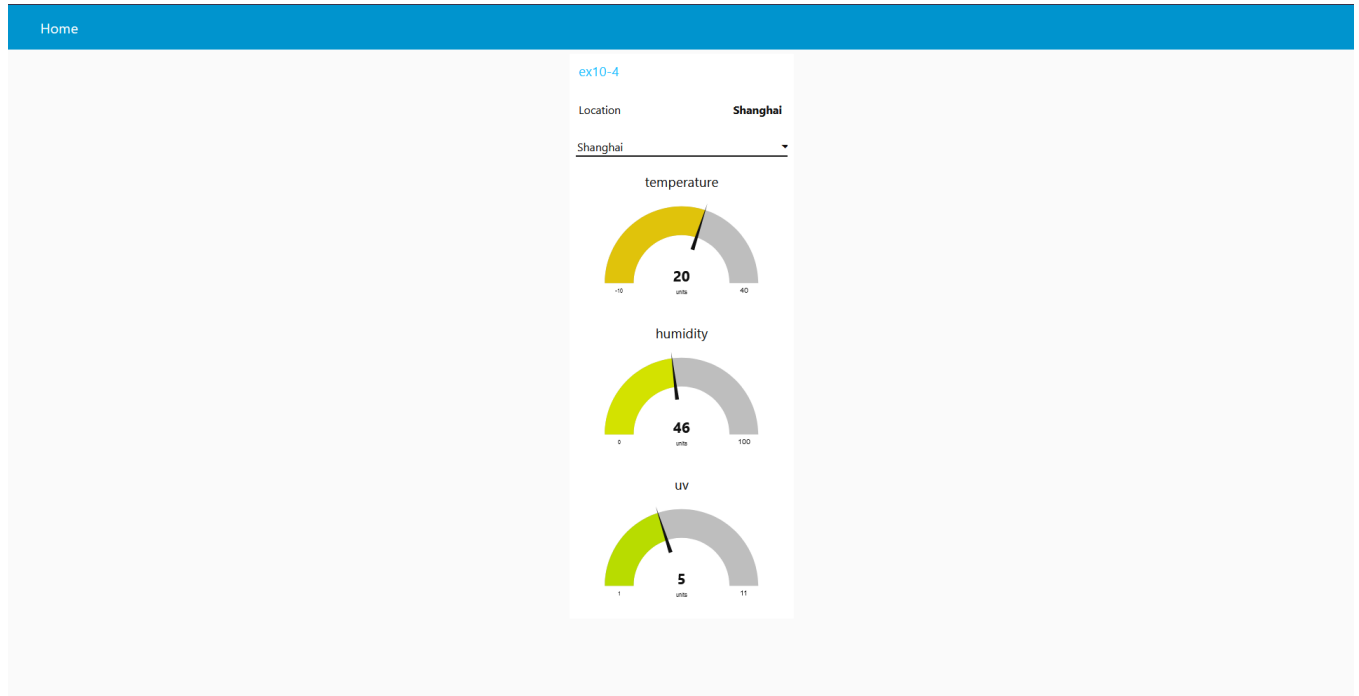 Home
ex10-4
Location Shanghai
Shanghai
temperature
20
-10 units 40
humidity
46
0 units 100
uv
5
1 units 11